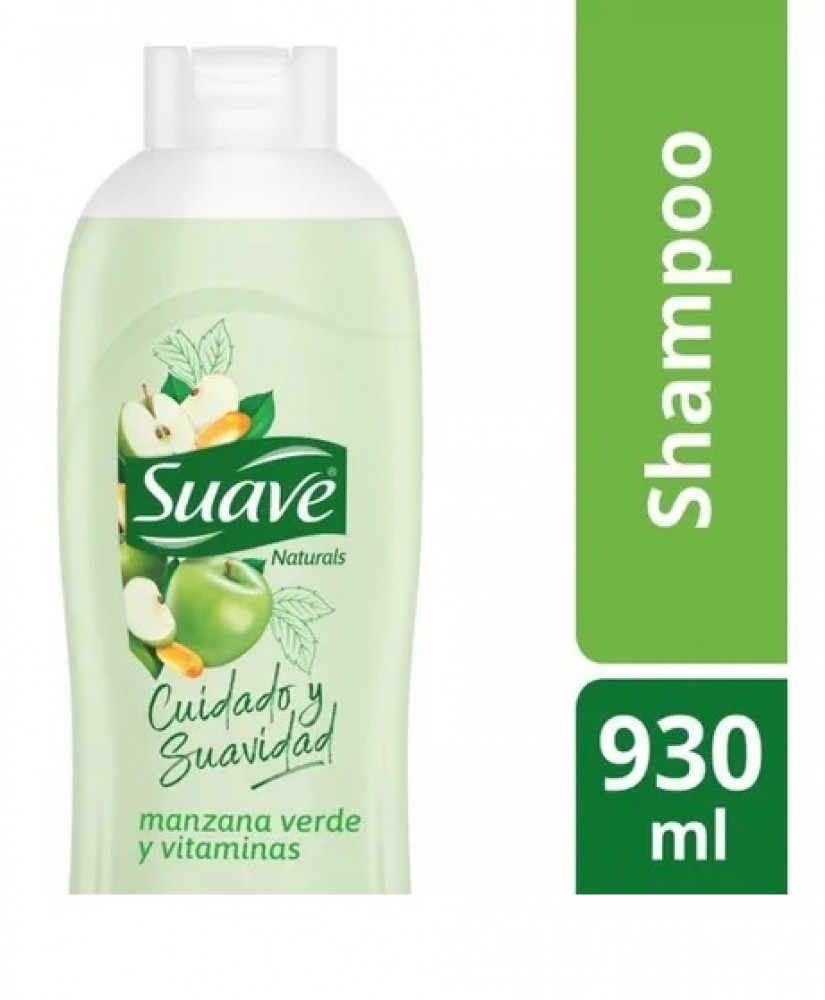 Suave®
Naturals
Cuidado y
Suavidad
manzana verde
y vitaminas
Shampoo
930
ml